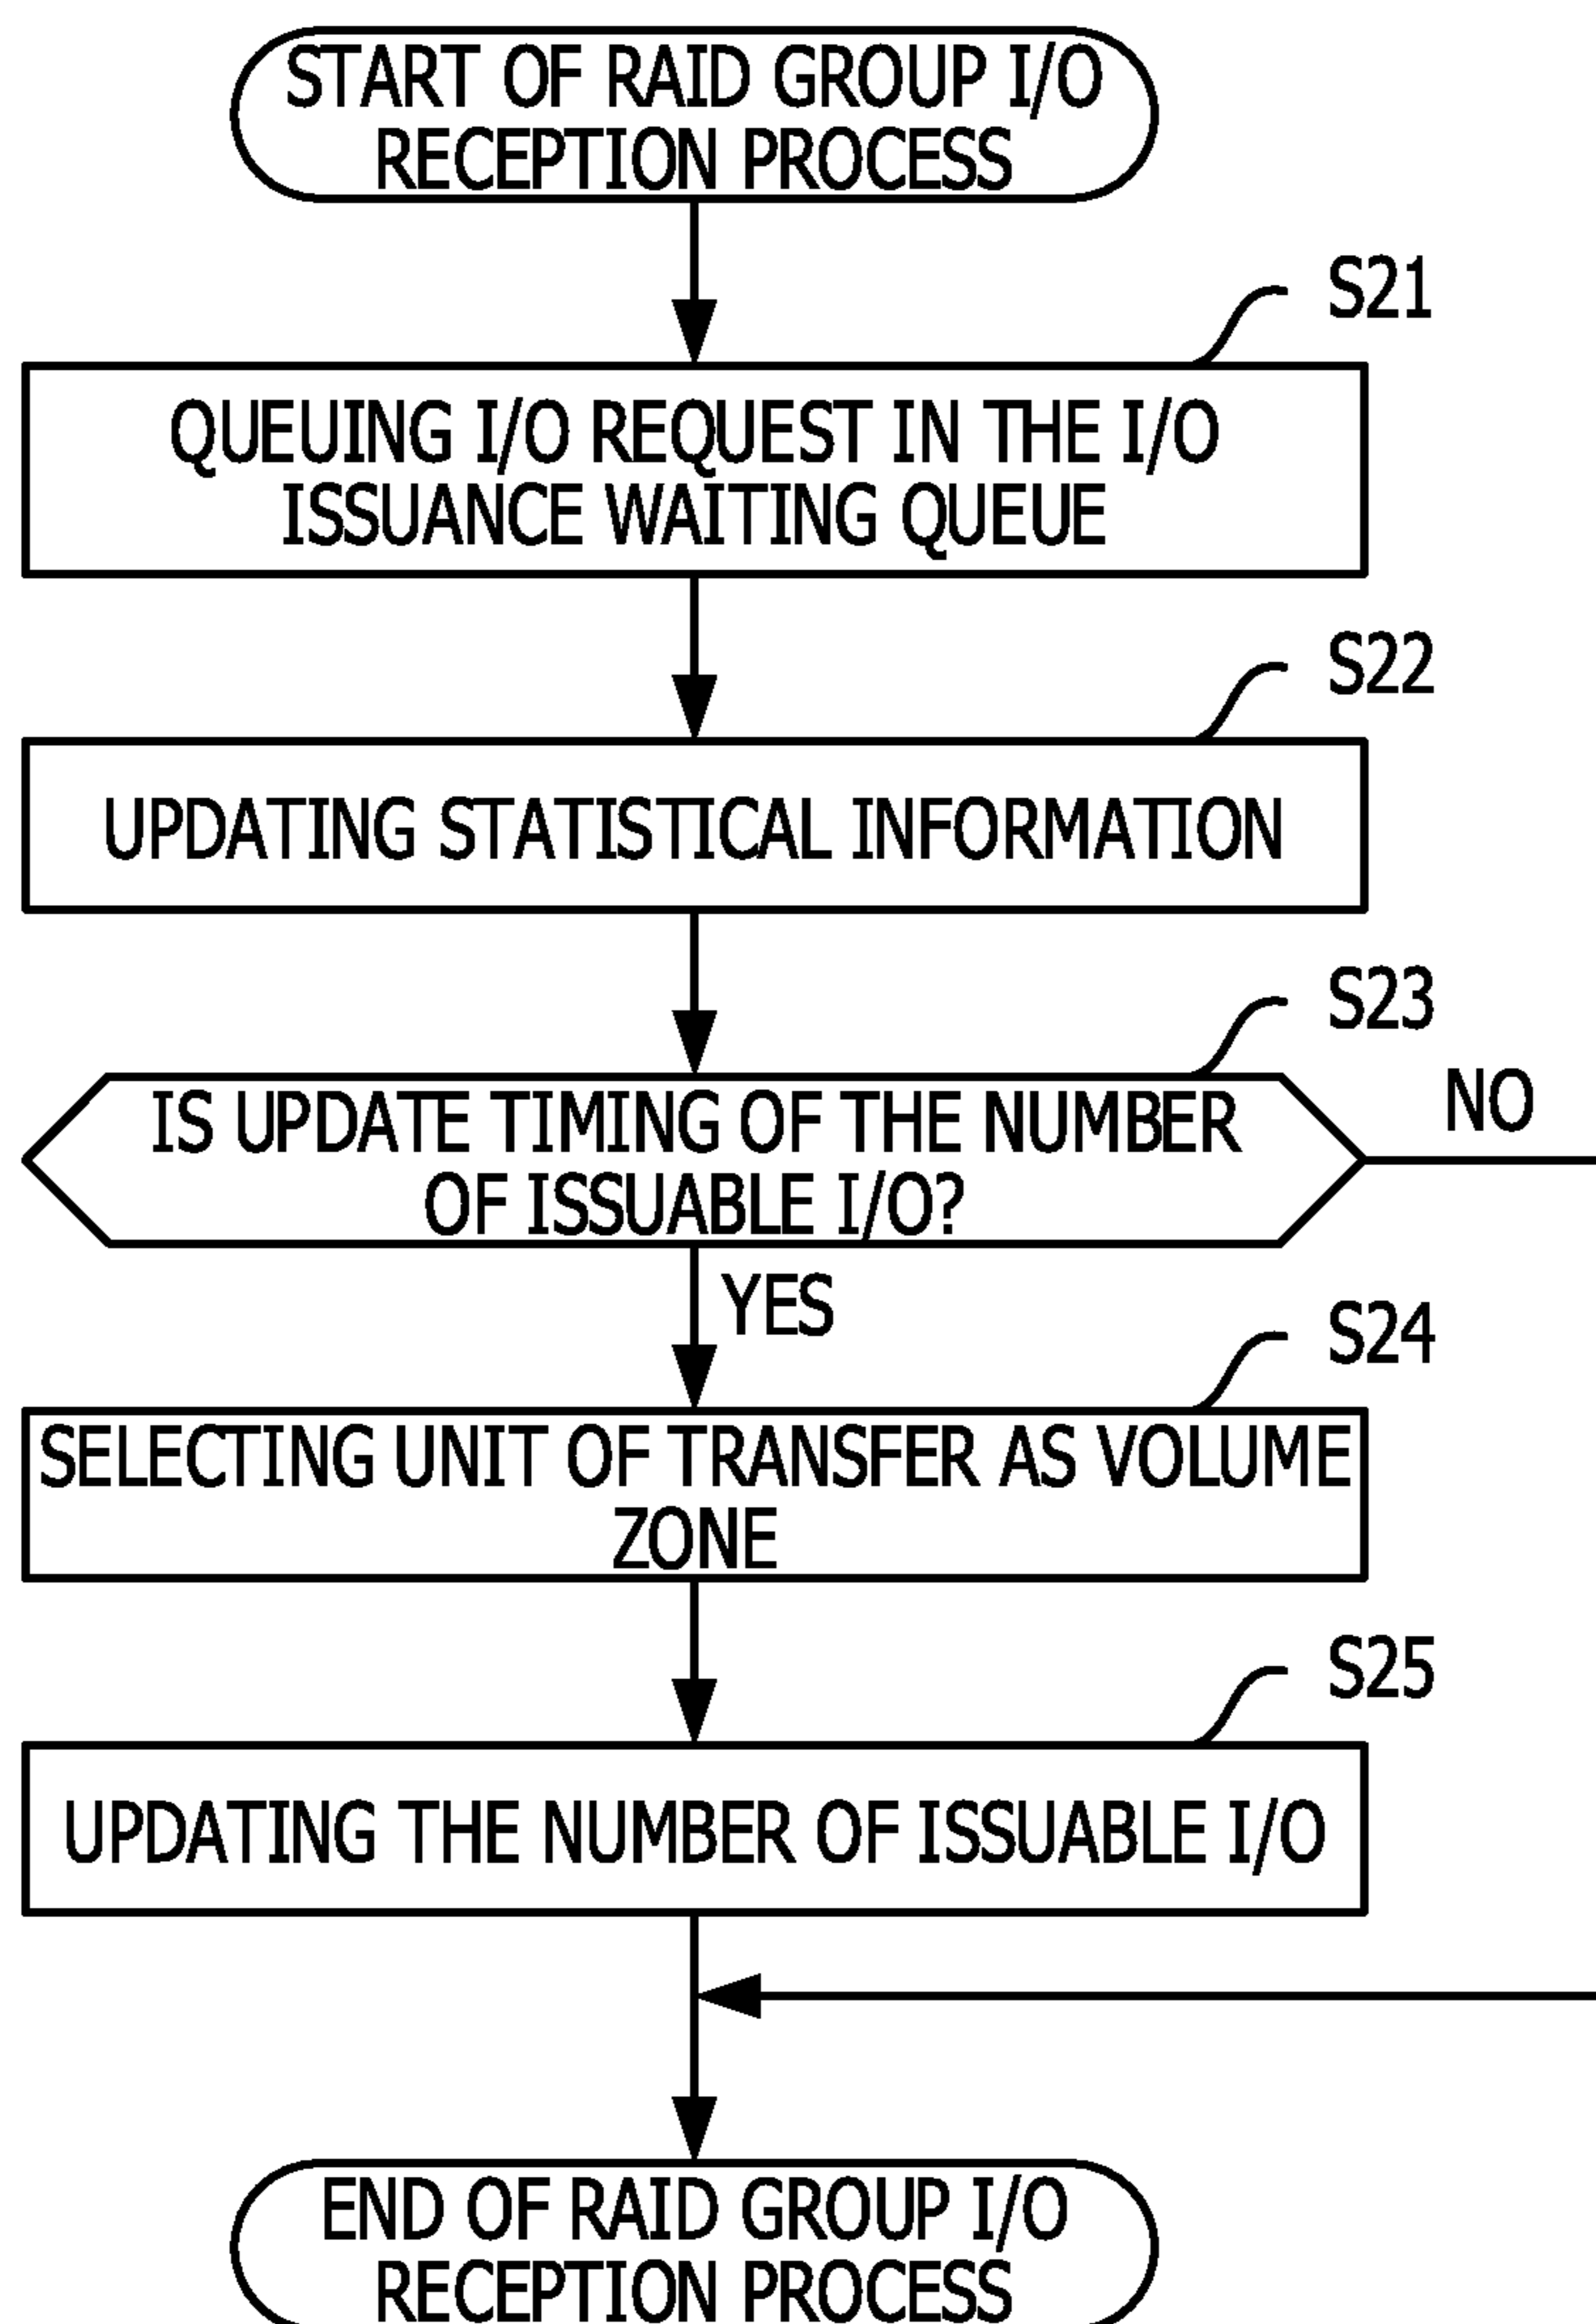 START OF RAID GROUP I/O
RECEPTION PROCESS
S21
QUEUING I/O REQUEST IN THE I/O
ISSUANCE WAITING QUEUE
S22
UPDATING STATISTICAL INFORMATION
S23
IS UPDATE TIMING OF THE NUMBER
OF ISSUABLE I/O?
NO
YES
S24
SELECTING UNIT OF TRANSFER AS VOLUME
ZONE
S25
UPDATING THE NUMBER OF ISSUABLE I/O
END OF RAID GROUP I/O
RECEPTION PROCESS